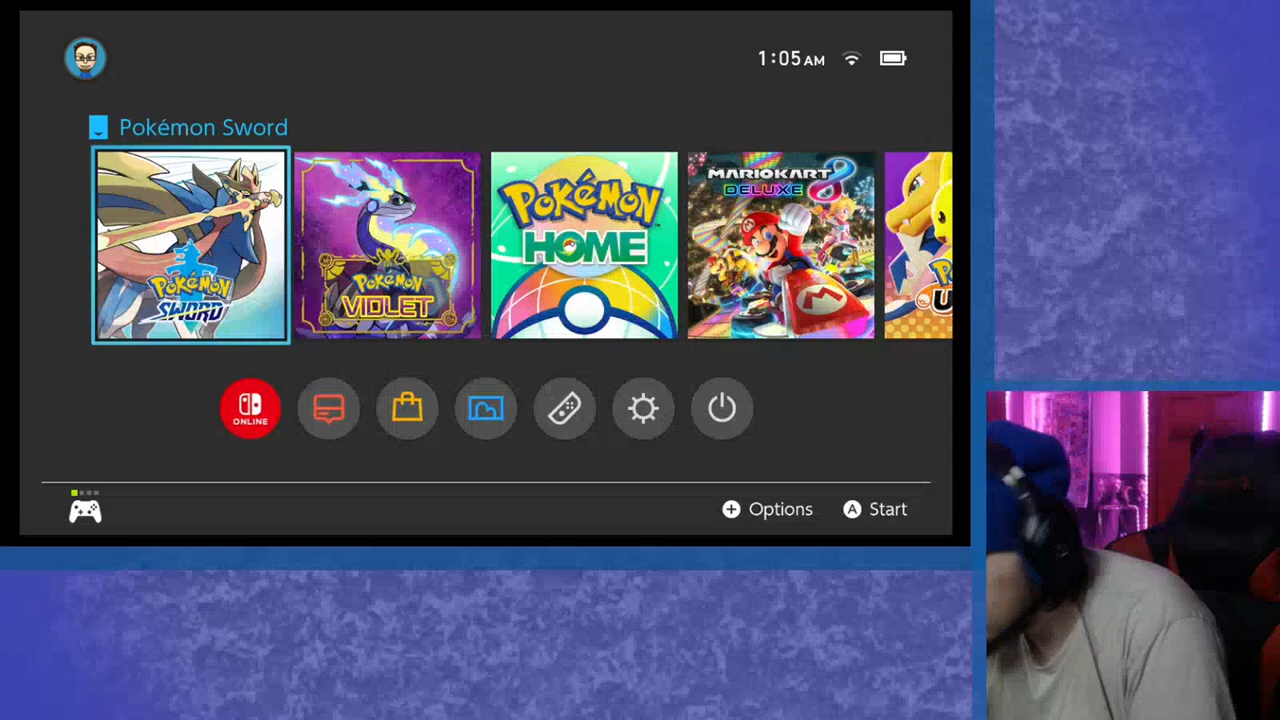 1:05 AM
Pokémon Sword
POKéMON
SWORD
POKéMON
VIOLET
POKéMON
HOME
MARIOKART 8
DELUXE
ONLINE
+ Options
A Start